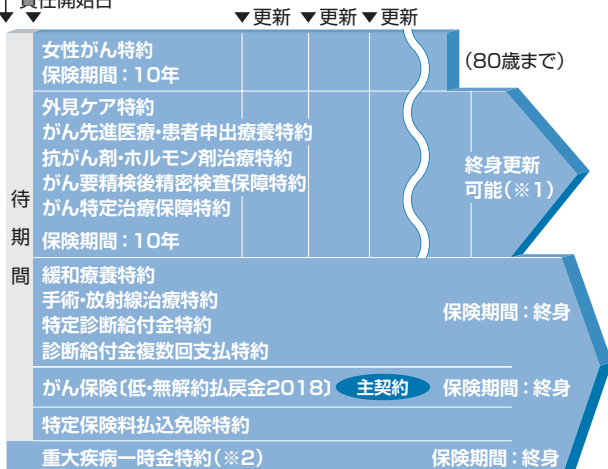 責任開始日
▼更新 ▼更新 ▼更新
女性がん特約
保険期間：10年
(80歳まで)
外見ケア特約
がん先進医療・患者申出療養特約
抗がん剤・ホルモン剤治療特約
がん要精検後精密検査保障特約
がん特定治療保障特約
保険期間：10年
終身更新
可能(※1)
待期間
緩和療養特約
手術・放射線治療特約
特定診断給付金特約
診断給付金複数回支払特約
保険期間：終身
がん保険〔低・無解約払戻金2018〕 主契約 保険期間：終身
特定保険料払込免除特約
重大疾病一時金特約(※2) 保険期間：終身